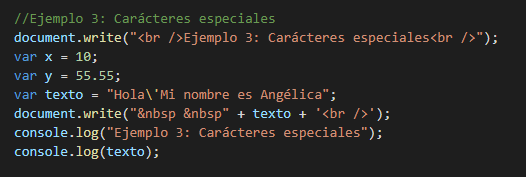 //Ejemplo 3: Carácteres especiales
document.write("<br />Ejemplo 3: Carácteres especiales<br />");
var x = 10;
var y = 55.55;
var texto = "Hola\'Mi nombre es Angélica";
document.write("&nbsp &nbsp" + texto + '<br />');
console.log("Ejemplo 3: Carácteres especiales");
console.log(texto);